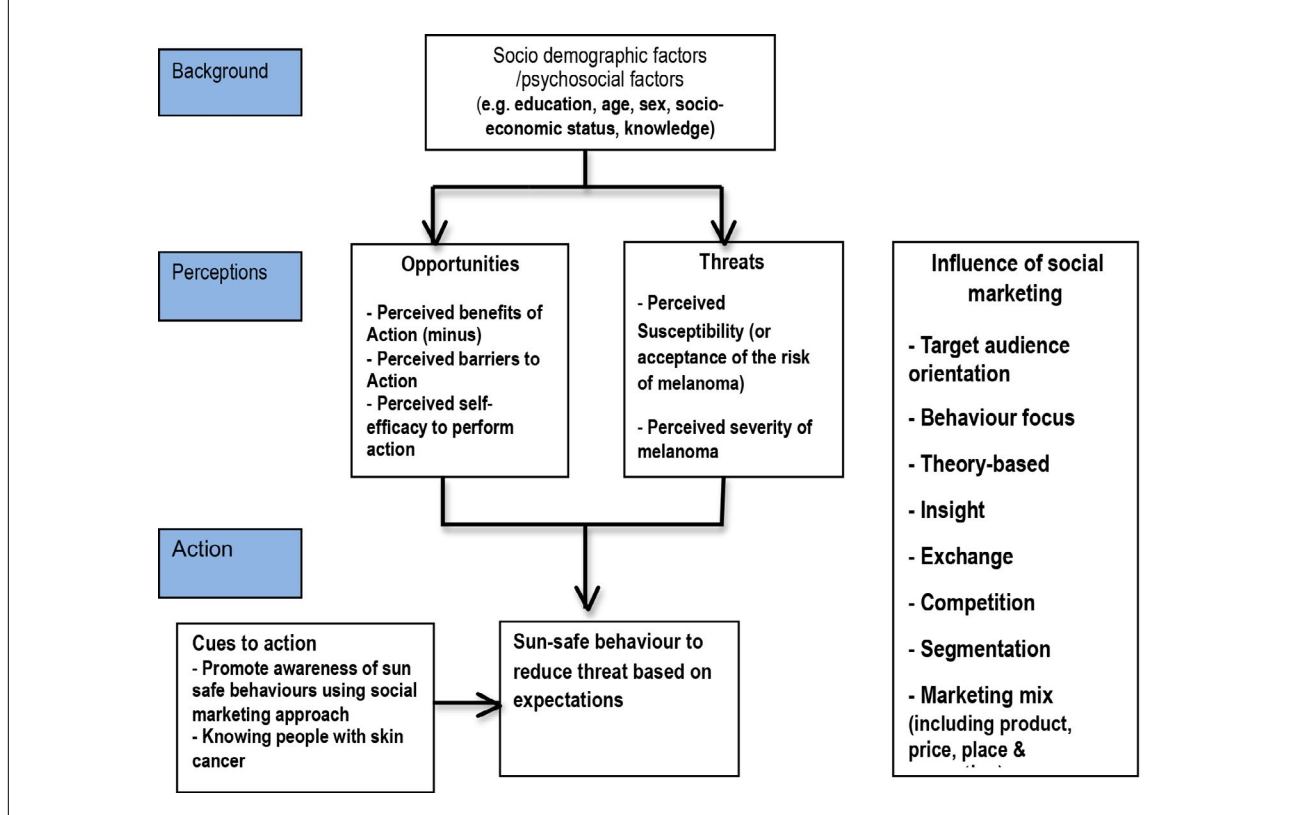 Background
Socio demographic factors
/psychosocial factors
(e.g. education, age, sex, socio-
economic status, knowledge)
Perceptions
Opportunities
- Perceived benefits of
Action (minus)
- Perceived barriers to
Action
- Perceived self-
efficacy to perform
action
Threats
- Perceived
Susceptibility (or
acceptance of the risk
of melanoma)
- Perceived severity of
melanoma
Influence of social
marketing
- Target audience
orientation
- Behaviour focus
- Theory-based
- Insight
- Exchange
- Competition
- Segmentation
- Marketing mix
(including product,
price, place &
Action
Cues to action
- Promote awareness of sun
safe behaviours using social
marketing approach
- Knowing people with skin
cancer
Sun-safe behaviour to
reduce threat based on
expectations